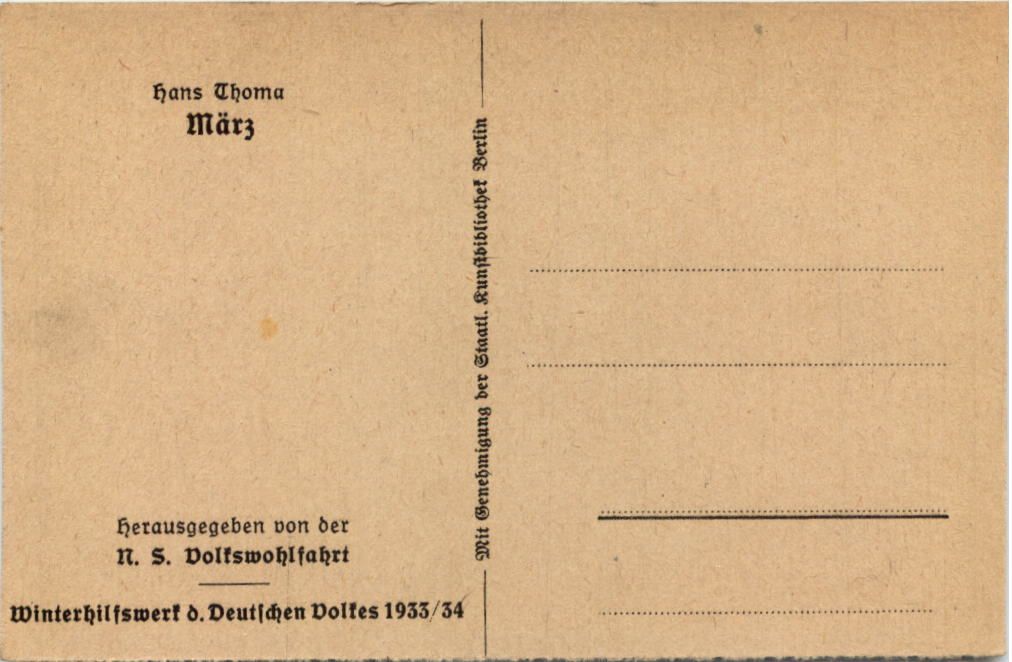 Hans Thoma
März
Herausgegeben von der
N. S. Volkswohlfahrt
Winterhilfswerk d. Deutschen Volkes 1933/34
Mit Genehmigung der Staatl. Kunstbibliothek Berlin